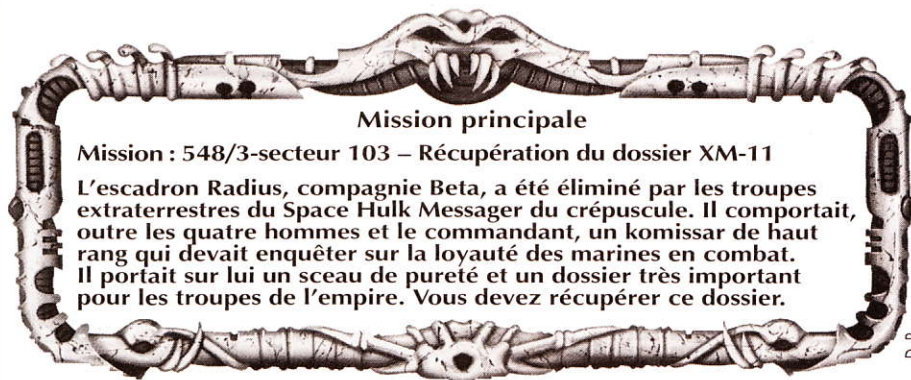 Mission principale
Mission : 548/3-secteur 103 – Récupération du dossier XM-11
L'escadron Radius, compagnie Beta, a été éliminé par les troupes
extraterrestres du Space Hulk Messager du crépuscule. Il comportait,
outre les quatre hommes et le commandant, un komissar de haut
rang qui devait enquêter sur la loyauté des marines en combat.
Il portait sur lui un sceau de pureté et un dossier très important
pour les troupes de l'empire. Vous devez récupérer ce dossier.